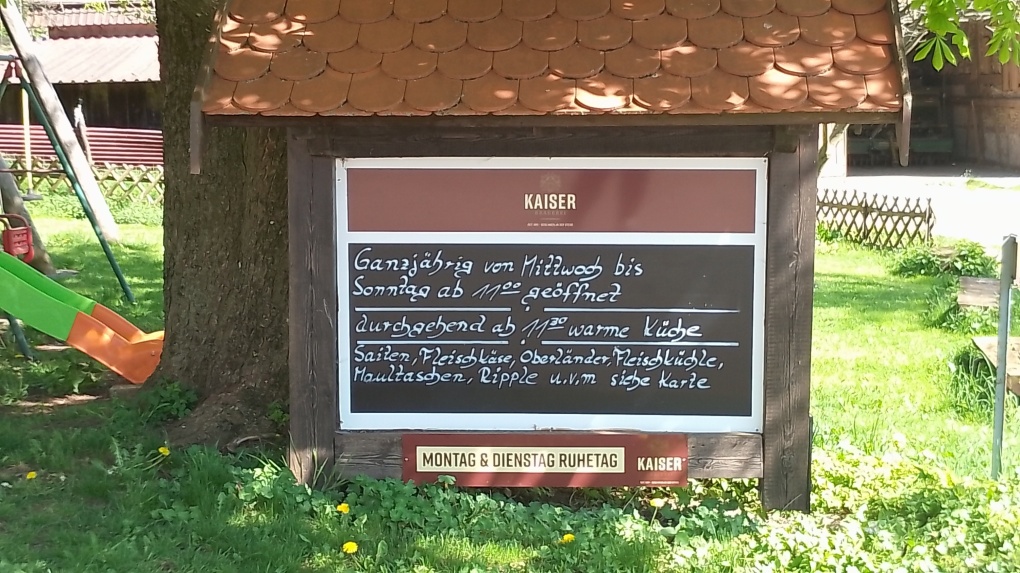 KAISER
BRAUEREI
Ganzjährig von Mittwoch bis
Sonntag ab 11⁰⁰ geöffnet
durchgehend ab 11³⁰ warme Küche
Saiten, Fleischkäse, Oberländer, Fleischküchle,
Maultaschen, Ripple u.v.m siehe Karte
MONTAG & DIENSTAG RUHETAG KAISER